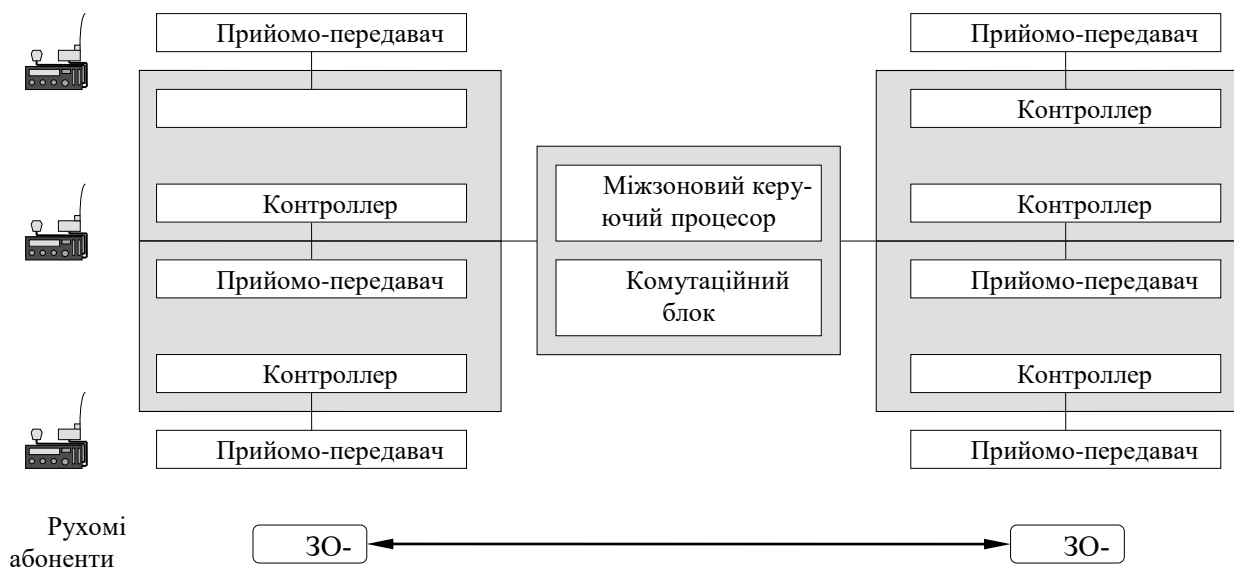 Прийомо-передавач
Прийомо-передавач
Контроллер
Міжзоновий керу-
ючий процесор
Контроллер
Контроллер
Прийомо-передавач
Комутаційний
блок
Прийомо-передавач
Контроллер
Контроллер
Прийомо-передавач
Прийомо-передавач
Рухомі
абоненти
ЗО-
ЗО-